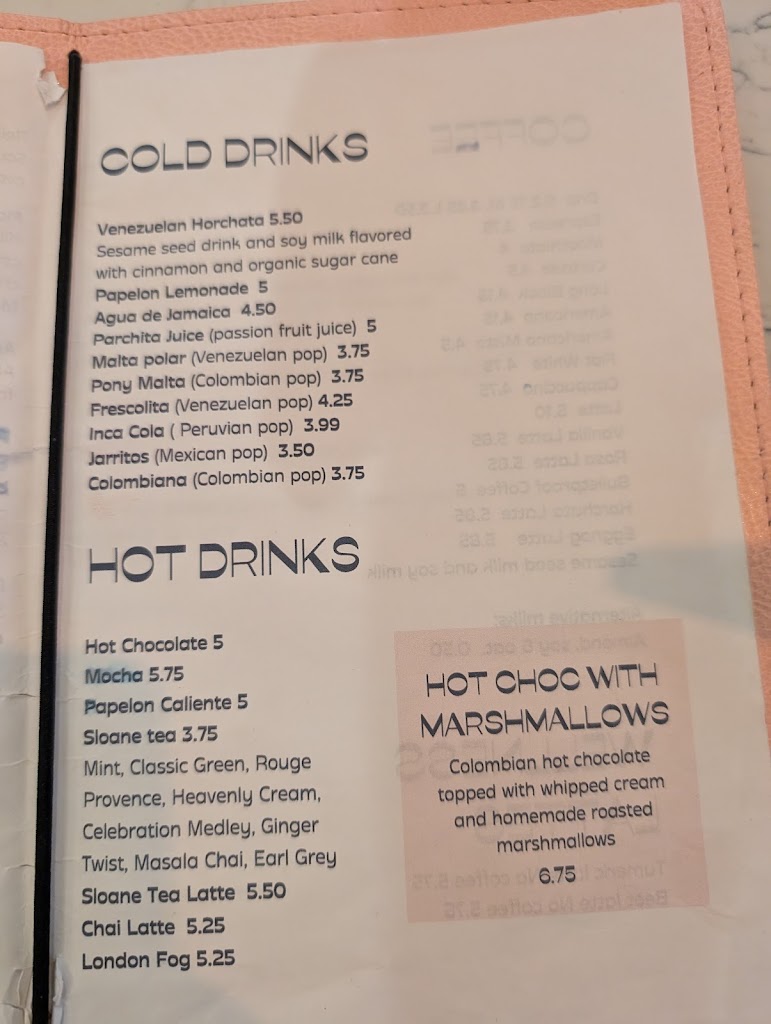 COLD DRINKS
Venezuelan Horchata 5.50
Sesame seed drink and soy milk flavored
with cinnamon and organic sugar cane
Papelon Lemonade 5
Agua de Jamaica 4.50
Parchita Juice (passion fruit juice) 5
Malta polar (Venezuelan pop) 3.75
Pony Malta (Colombian pop) 3.75
Frescolita (Venezuelan pop) 4.25
Inca Cola ( Peruvian pop) 3.99
Jarritos (Mexican pop) 3.50
Colombiana (Colombian pop) 3.75
HOT DRINKS
Hot Chocolate 5
Mocha 5.75
Papelon Caliente 5
Sloane tea 3.75
Mint, Classic Green, Rouge
Provence, Heavenly Cream,
Celebration Medley, Ginger
Twist, Masala Chai, Earl Grey
Sloane Tea Latte 5.50
Chai Latte 5.25
London Fog 5.25
HOT CHOC WITH
MARSHMALLOWS
Colombian hot chocolate
topped with whipped cream
and homemade roasted
marshmallows
6.75